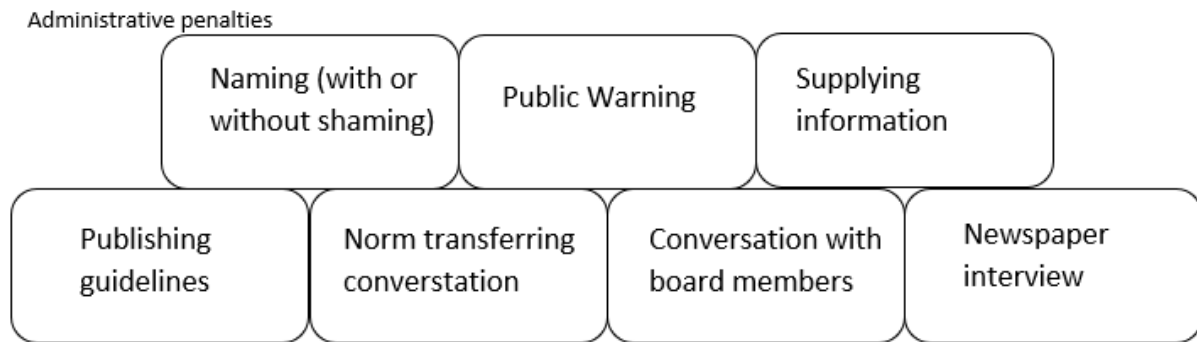 Administrative penalties
Naming (with or
without shaming)
Public Warning
Supplying
information
Publishing
guidelines
Norm transferring
converstation
Conversation with
board members
Newspaper
interview